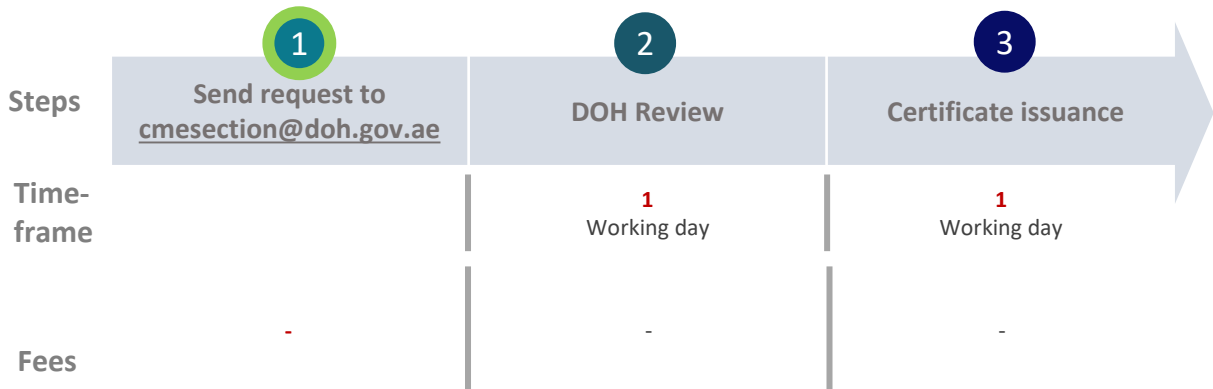 1
2
3
Steps
Send request to
cmesection@doh.gov.ae
DOH Review
Certificate issuance
Time-
frame
1
Working day
1
Working day
Fees
-
-
-